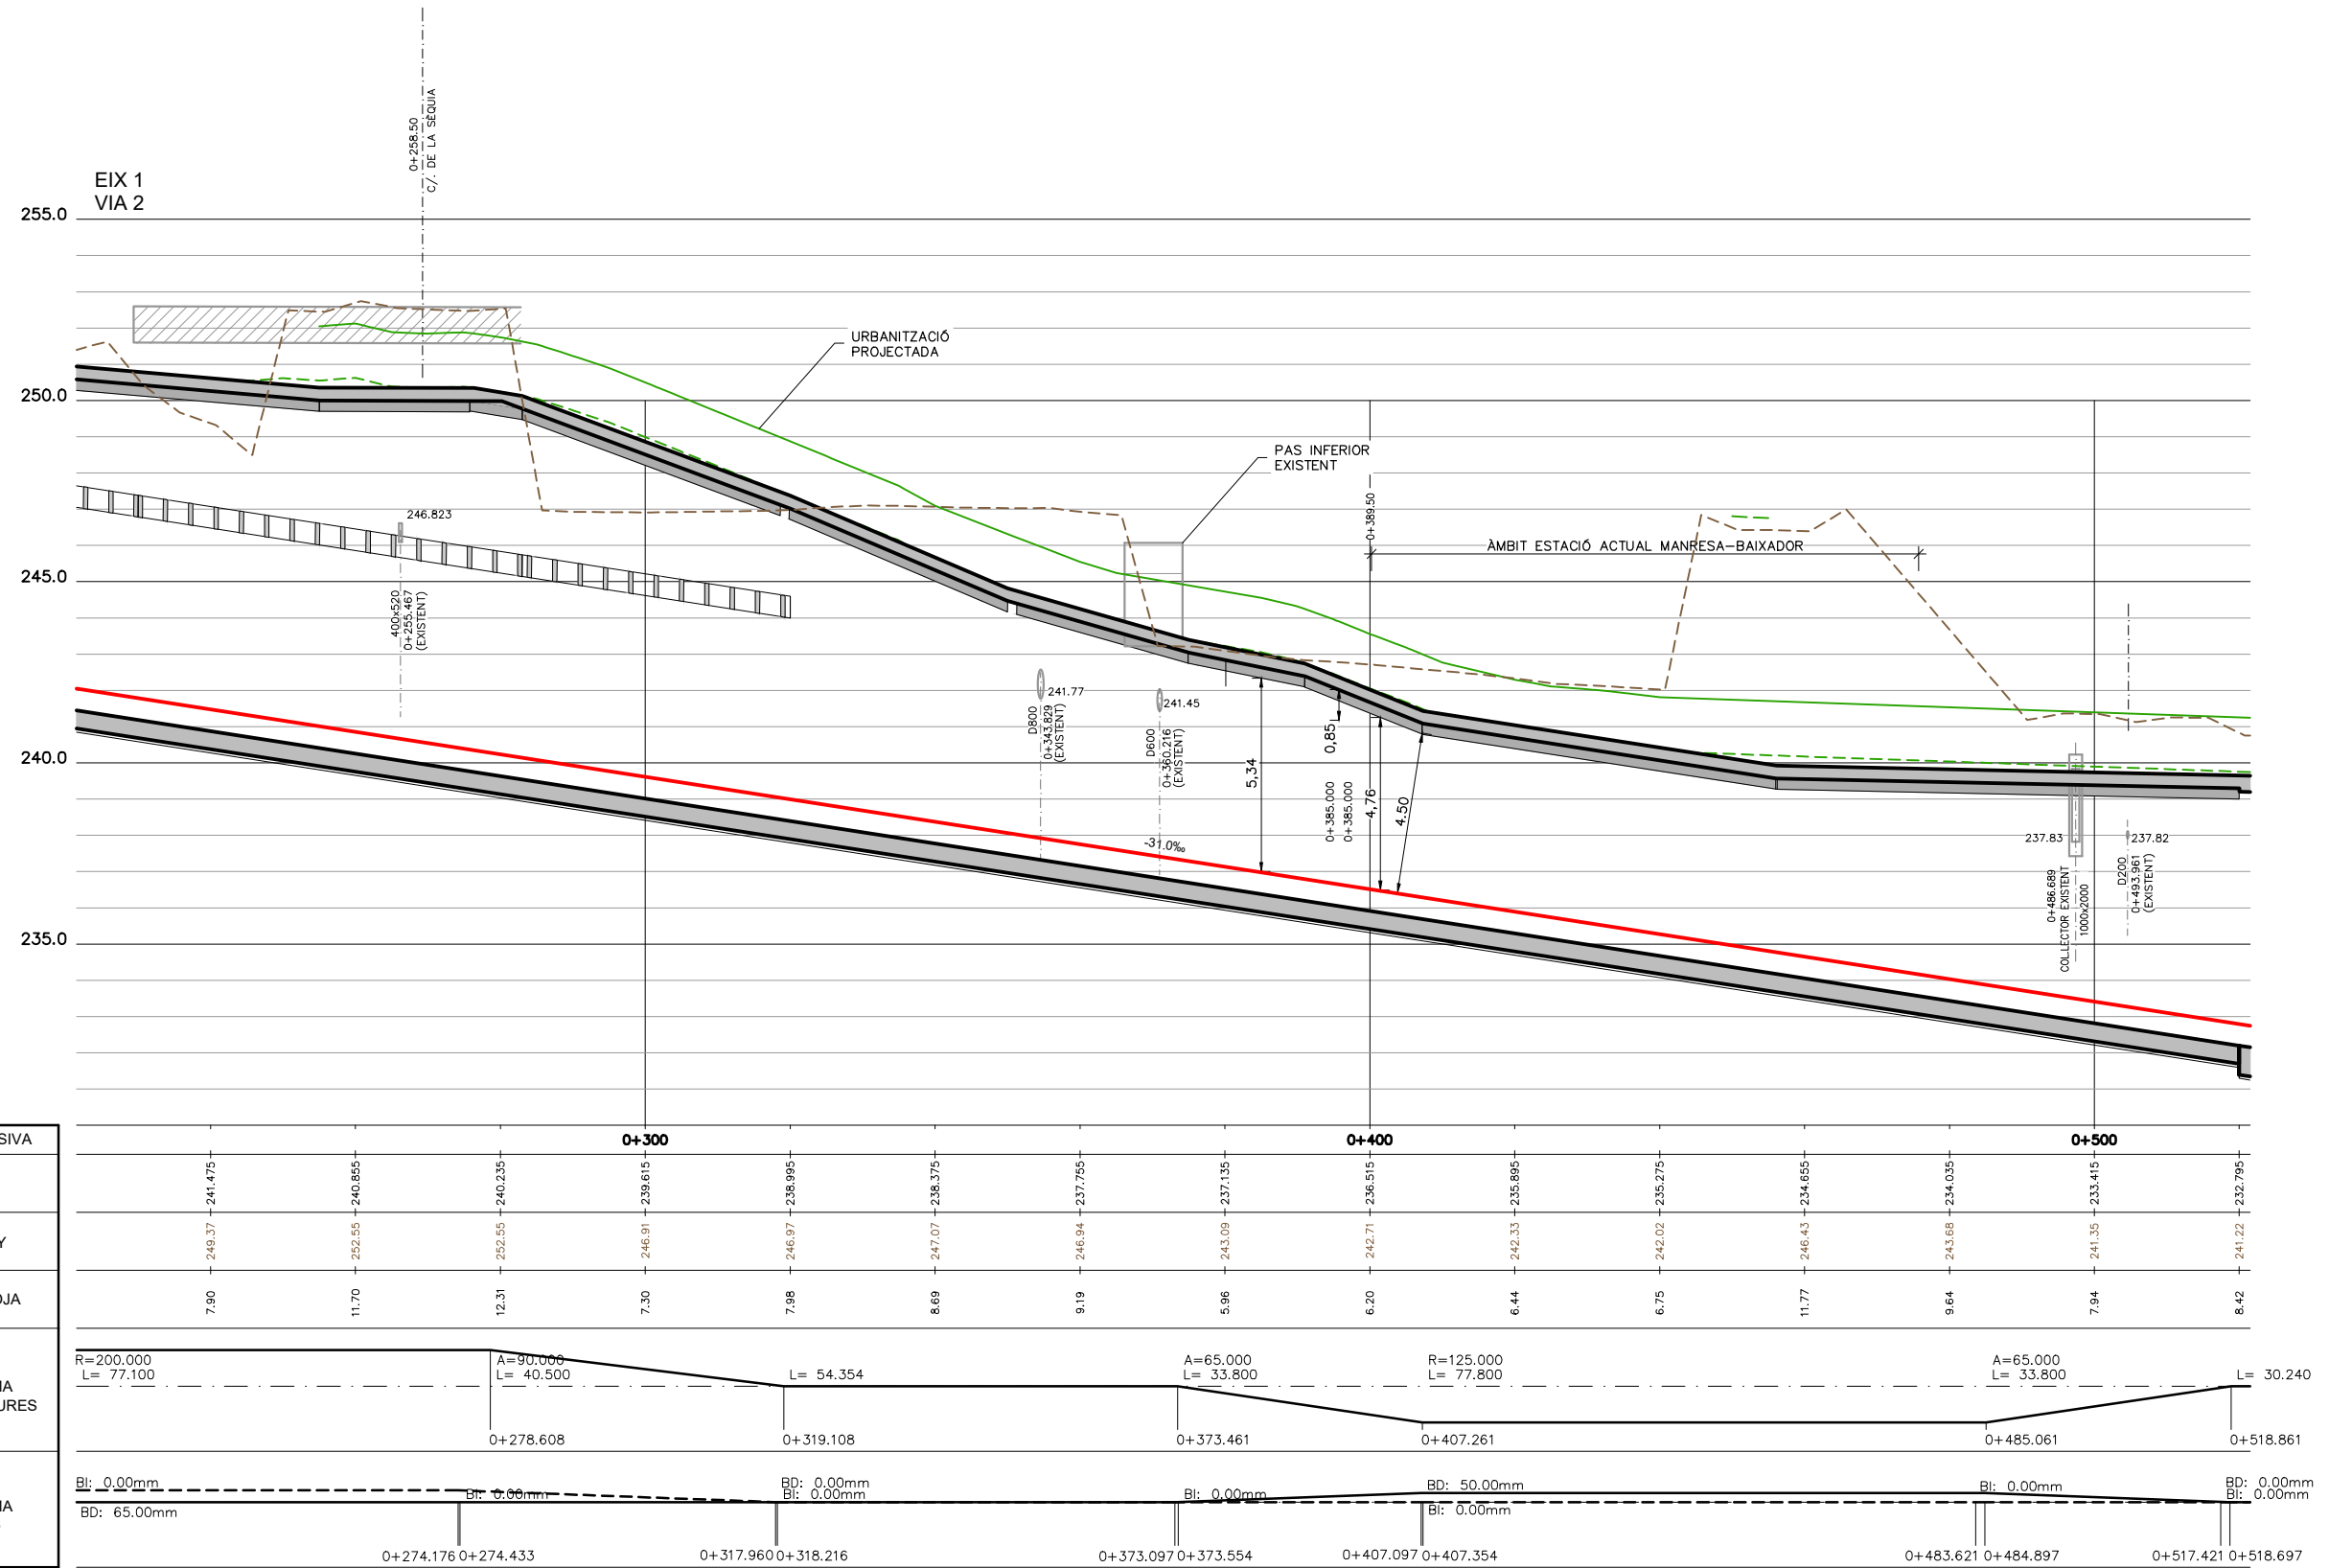 EIX 1
VIA 2
0+258.50
C/. DE LA SÈQUIA
255.0
250.0
245.0
240.0
235.0
URBANITZACIÓ
PROJECTADA
PAS INFERIOR
EXISTENT
0+389.50
ÀMBIT ESTACIÓ ACTUAL MANRESA-BAIXADOR
246.823
400x520
0+255.467
(EXISTENT)
D800
0+343.829
(EXISTENT)
241.77
D600
0+360.216
(EXISTENT)
241.45
-31.0‰
5,34
0,85
0+385.000
0+385.000
4,76
4.50
237.83
0+486.689
COL.LECTOR EXISTENT
1000x2000
237.82
D200
0+493.961
(EXISTENT)
SIVA
0+300
0+400
0+500
241.475
240.855
240.235
239.615
238.995
238.375
237.755
237.135
236.515
235.895
235.275
234.655
234.035
233.415
232.795
Y
249.37
252.55
252.55
246.91
246.97
247.07
246.94
243.09
242.71
242.33
242.02
246.43
243.68
241.35
241.22
OJA
7.90
11.70
12.31
7.30
7.98
8.69
9.19
5.96
6.20
6.44
6.75
11.77
9.64
7.94
8.42
IA
URES
R=200.000
L= 77.100
A=90.000
L= 40.500
L= 54.354
A=65.000
L= 33.800
R=125.000
L= 77.800
A=65.000
L= 33.800
L= 30.240
0+278.608
0+319.108
0+373.461
0+407.261
0+485.061
0+518.861
IA
BI: 0.00mm
BD: 65.00mm
BI: 0.00mm
BD: 0.00mm
BI: 0.00mm
BI: 0.00mm
BD: 50.00mm
BI: 0.00mm
BI: 0.00mm
BD: 0.00mm
BI: 0.00mm
0+274.176
0+274.433
0+317.960
0+318.216
0+373.097
0+373.554
0+407.097
0+407.354
0+483.621
0+484.897
0+517.421
0+518.697